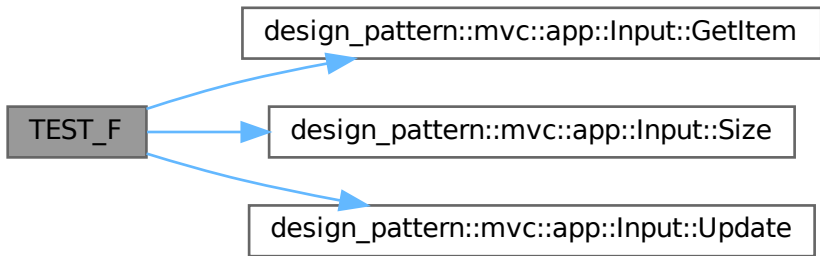 design_pattern::mvc::app::Input::GetItem
TEST_F
design_pattern::mvc::app::Input::Size
design_pattern::mvc::app::Input::Update